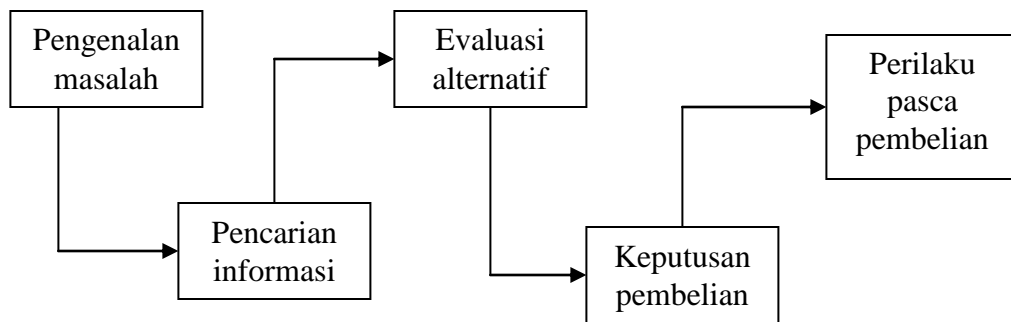 Pengenalan
masalah
Pencarian
informasi
Evaluasi
alternatif
Keputusan
pembelian
Perilaku
pasca
pembelian